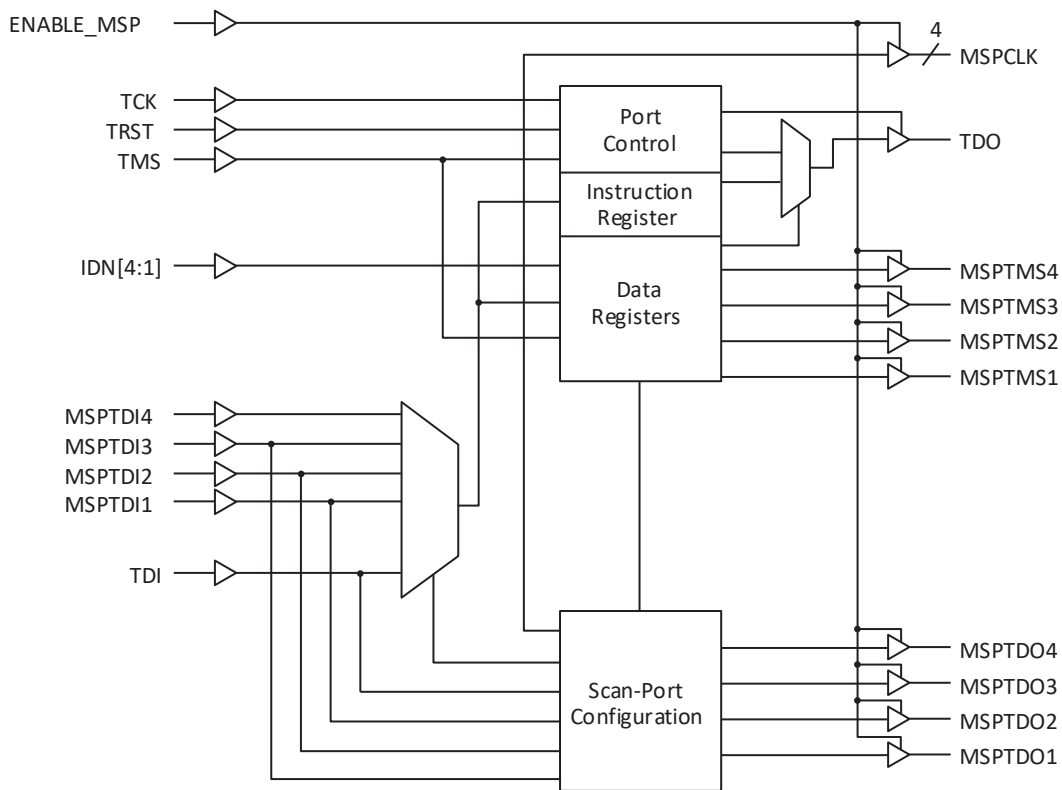 ENABLE_MSP
4
MSPCLK
TCK
TRST
TMS
Port
Control
TDO
Instruction
Register
IDN[4:1]
Data
Registers
MSPTMS4
MSPTMS3
MSPTMS2
MSPTMS1
MSPTDI4
MSPTDI3
MSPTDI2
MSPTDI1
TDI
Scan-Port
Configuration
MSPTDO4
MSPTDO3
MSPTDO2
MSPTDO1